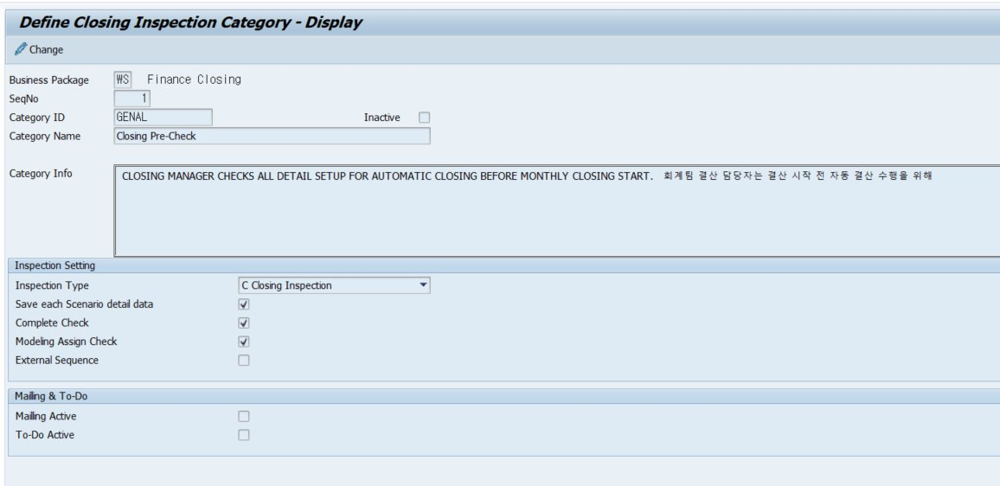 Define Closing Inspection Category - Display
Change
Business Package WS Finance Closing
SeqNo 1
Category ID GENAL Inactive
Category Name Closing Pre-Check
Category Info CLOSING MANAGER CHECKS ALL DETAIL SETUP FOR AUTOMATIC CLOSING BEFORE MONTHLY CLOSING START. 회계팀 결산 담당자는 결산 시작 전 자동 결산 수행을 위해
Inspection Setting
Inspection Type C Closing Inspection
Save each Scenario detail data
Complete Check
Modeling Assign Check
External Sequence
Mailing & To-Do
Mailing Active
To-Do Active